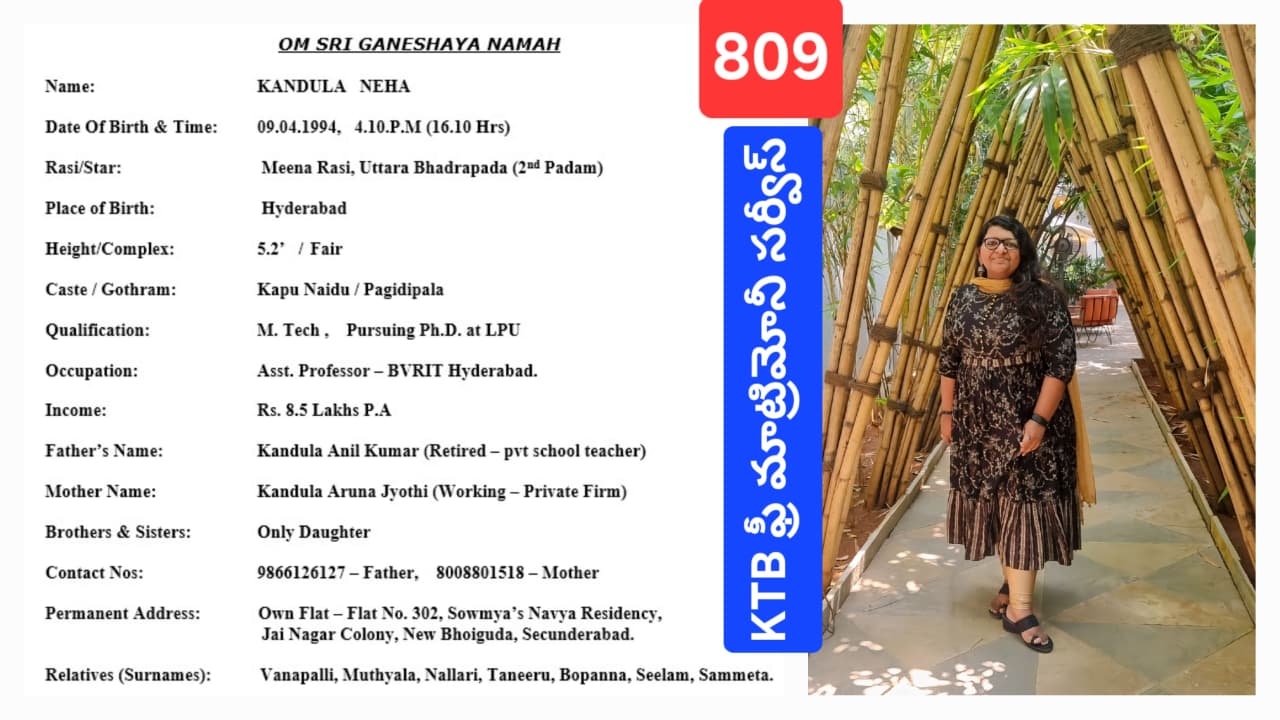 OM SRI GANESHAYA NAMAH
Name: KANDULA NEHA
Date Of Birth & Time: 09.04.1994, 4.10.P.M (16.10 Hrs)
Rasi/Star: Meena Rasi, Uttara Bhadrapada (2nd Padam)
Place of Birth: Hyderabad
Height/Complex: 5.2’ / Fair
Caste / Gothram: Kapu Naidu / Pagidipala
Qualification: M. Tech , Pursuing Ph.D. at LPU
Occupation: Asst. Professor – BVRIT Hyderabad.
Income: Rs. 8.5 Lakhs P.A
Father’s Name: Kandula Anil Kumar (Retired – pvt school teacher)
Mother Name: Kandula Aruna Jyothi (Working – Private Firm)
Brothers & Sisters: Only Daughter
Contact Nos: 9866126127 – Father, 8008801518 – Mother
Permanent Address: Own Flat – Flat No. 302, Sowmya’s Navya Residency,
Jai Nagar Colony, New Bhoiguda, Secunderabad.
Relatives (Surnames): Vanapalli, Muthyala, Nallari, Taneeru, Bopanna, Seelam, Sammeta.
809
KTB ఫ్రీ మాట్రిమోనీ సర్వీస్